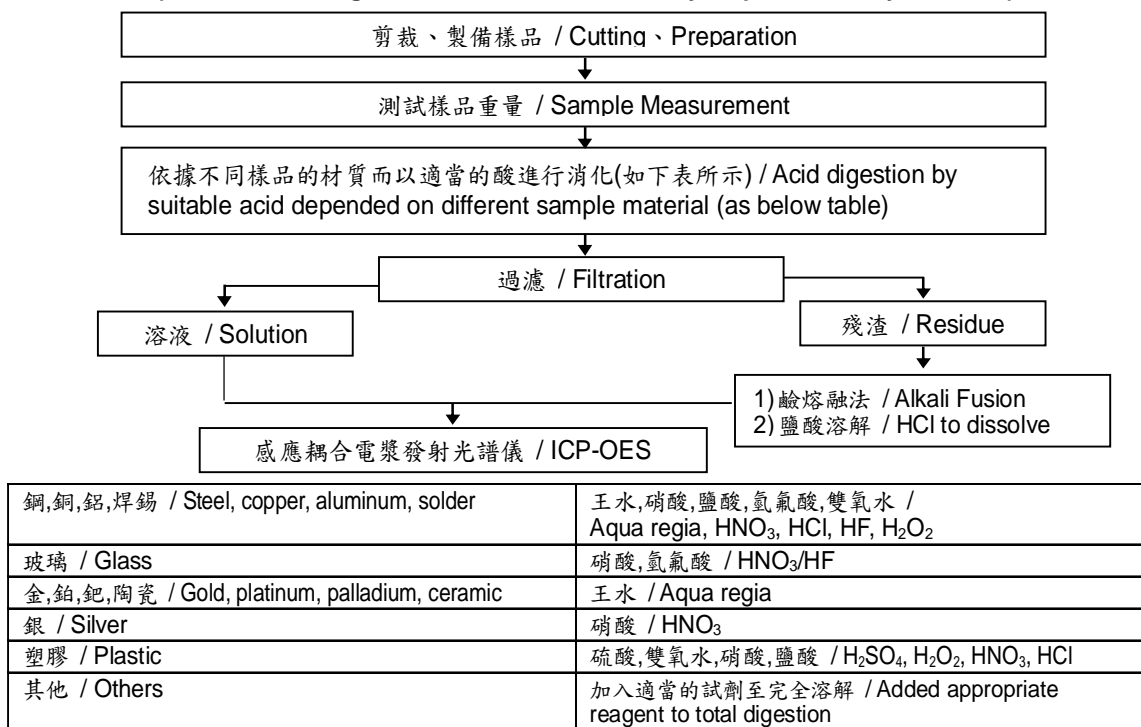 剪裁、製備樣品 / Cutting、Preparation
測試樣品重量 / Sample Measurement
依據不同樣品的材質而以適當的酸進行消化(如下表所示) / Acid digestion by
suitable acid depended on different sample material (as below table)
過濾 / Filtration
溶液 / Solution
殘渣 / Residue
1) 鹼熔融法 / Alkali Fusion
2) 鹽酸溶解 / HCl to dissolve
感應耦合電漿發射光譜儀 / ICP-OES
鋼,銅,鋁,焊錫 / Steel, copper, aluminum, solder
王水,硝酸,鹽酸,氫氟酸,雙氧水 /
Aqua regia, HNO₃, HCl, HF, H₂O₂
玻璃 / Glass
硝酸,氫氟酸 / HNO₃/HF
金,鉑,鈀,陶瓷 / Gold, platinum, palladium, ceramic
王水 / Aqua regia
銀 / Silver
硝酸 / HNO₃
塑膠 / Plastic
硫酸,雙氧水,硝酸,鹽酸 / H₂SO₄, H₂O₂, HNO₃, HCl
其他 / Others
加入適當的試劑至完全溶解 / Added appropriate
reagent to total digestion